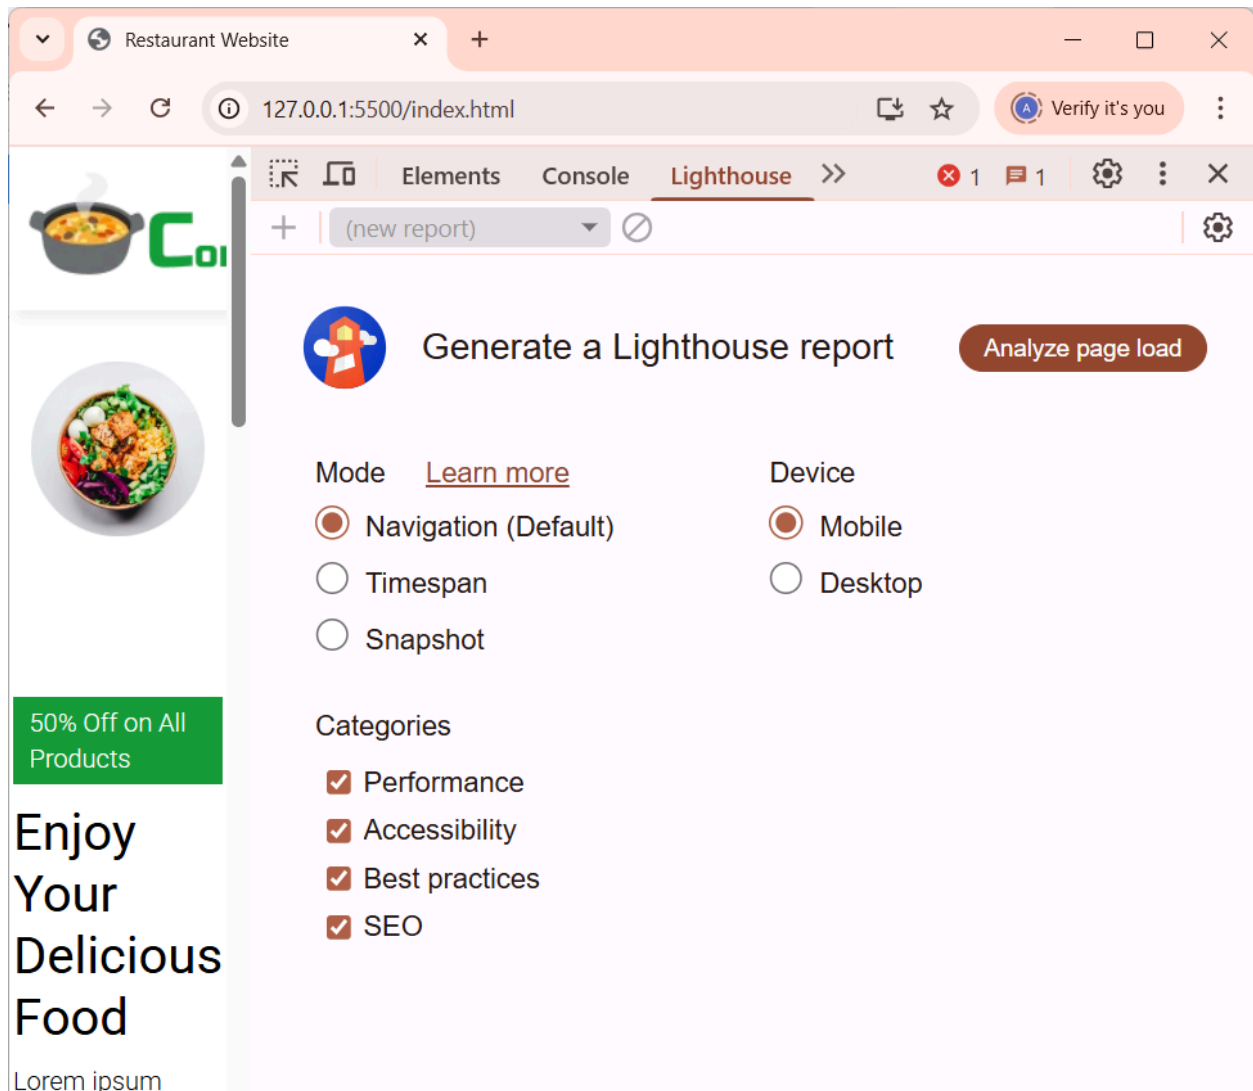 Restaurant Website
127.0.0.1:5500/index.html
A
Verify it's you
Elements Console Lighthouse 1 1
(new report)
Generate a Lighthouse report
Analyze page load
Mode Learn more
Navigation (Default)
Timespan
Snapshot
Device
Mobile
Desktop
Categories
Performance
Accessibility
Best practices
SEO
50% Off on All
Products
Enjoy
Your
Delicious
Food
Lorem ipsum